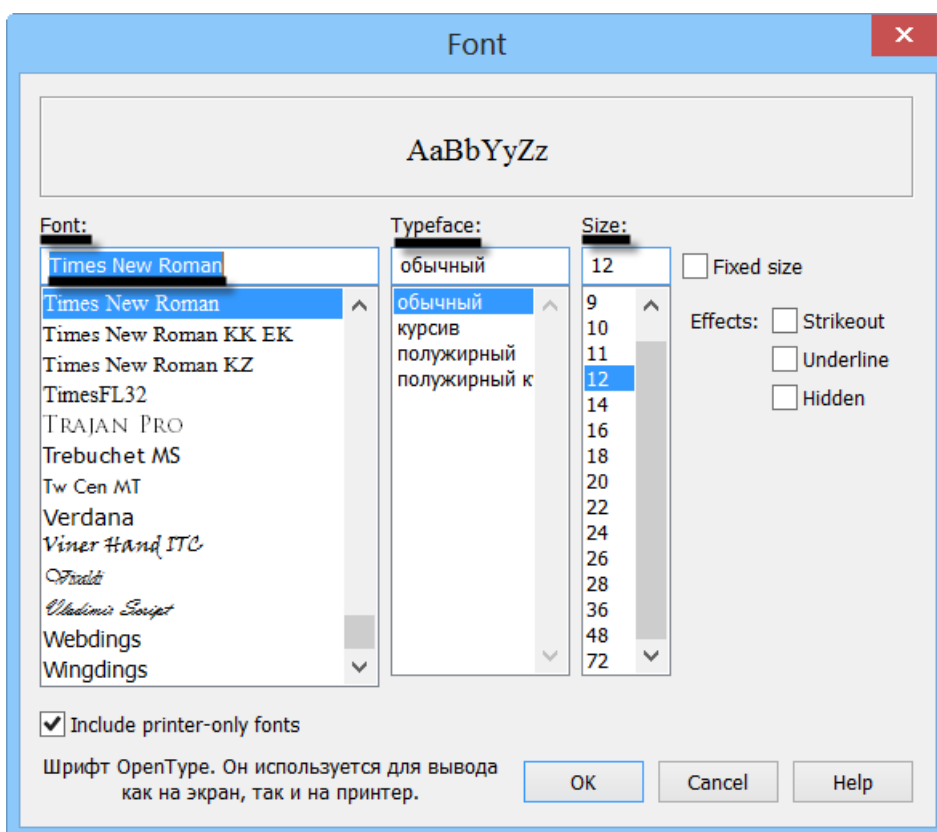 Font
AaBbYyZz
Font:
Times New Roman
Times New Roman
Times New Roman KK EK
Times New Roman KZ
TimesFL32
TRAJAN PRO
Trebuchet MS
Tw Cen MT
Verdana
Viner Hand ITC
Vivaldi
Vladimir Script
Webdings
Wingdings
Typeface:
обычный
обычный
курсив
полужирный
полужирный к
Size:
12
9
10
11
12
14
16
18
20
22
24
26
28
36
48
72
Fixed size
Effects:
Strikeout
Underline
Hidden
Include printer-only fonts
Шрифт OpenType. Он используется для вывода
как на экран, так и на принтер.
OK
Cancel
Help